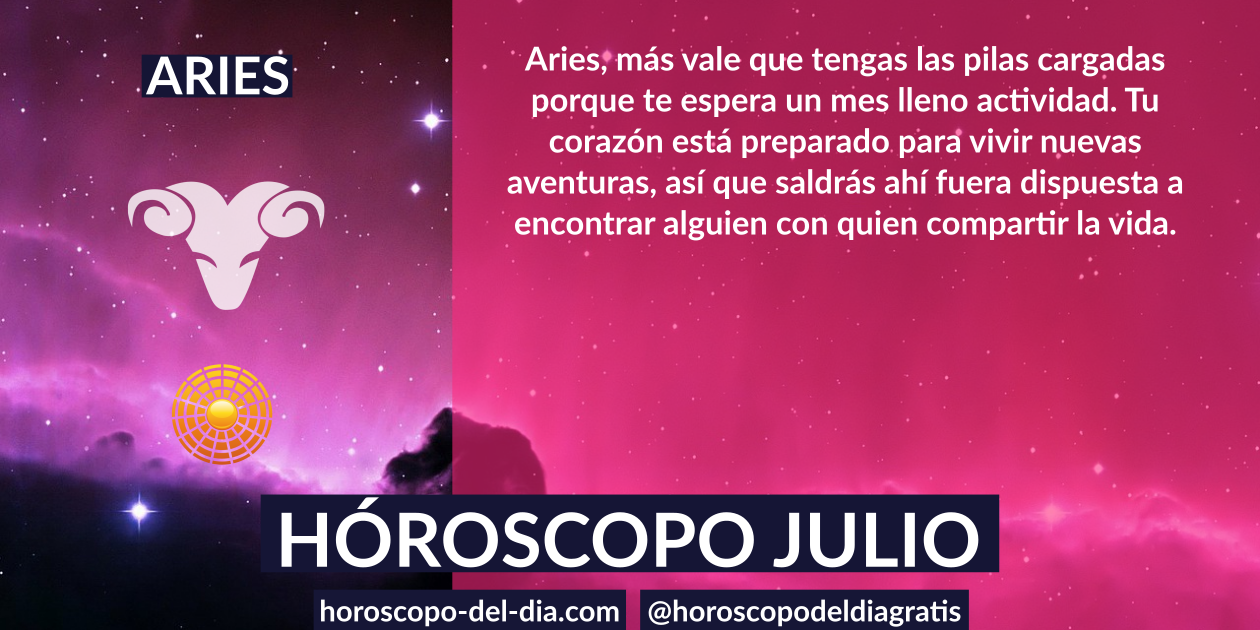 ARIES
Aries, más vale que tengas las pilas cargadas
porque te espera un mes lleno actividad. Tu
corazón está preparado para vivir nuevas
aventuras, así que saldrás ahí fuera dispuesta a
encontrar alguien con quien compartir la vida.
HÓROSCOPO JULIO
horoscopo-del-dia.com
@horoscopodeldiagratis